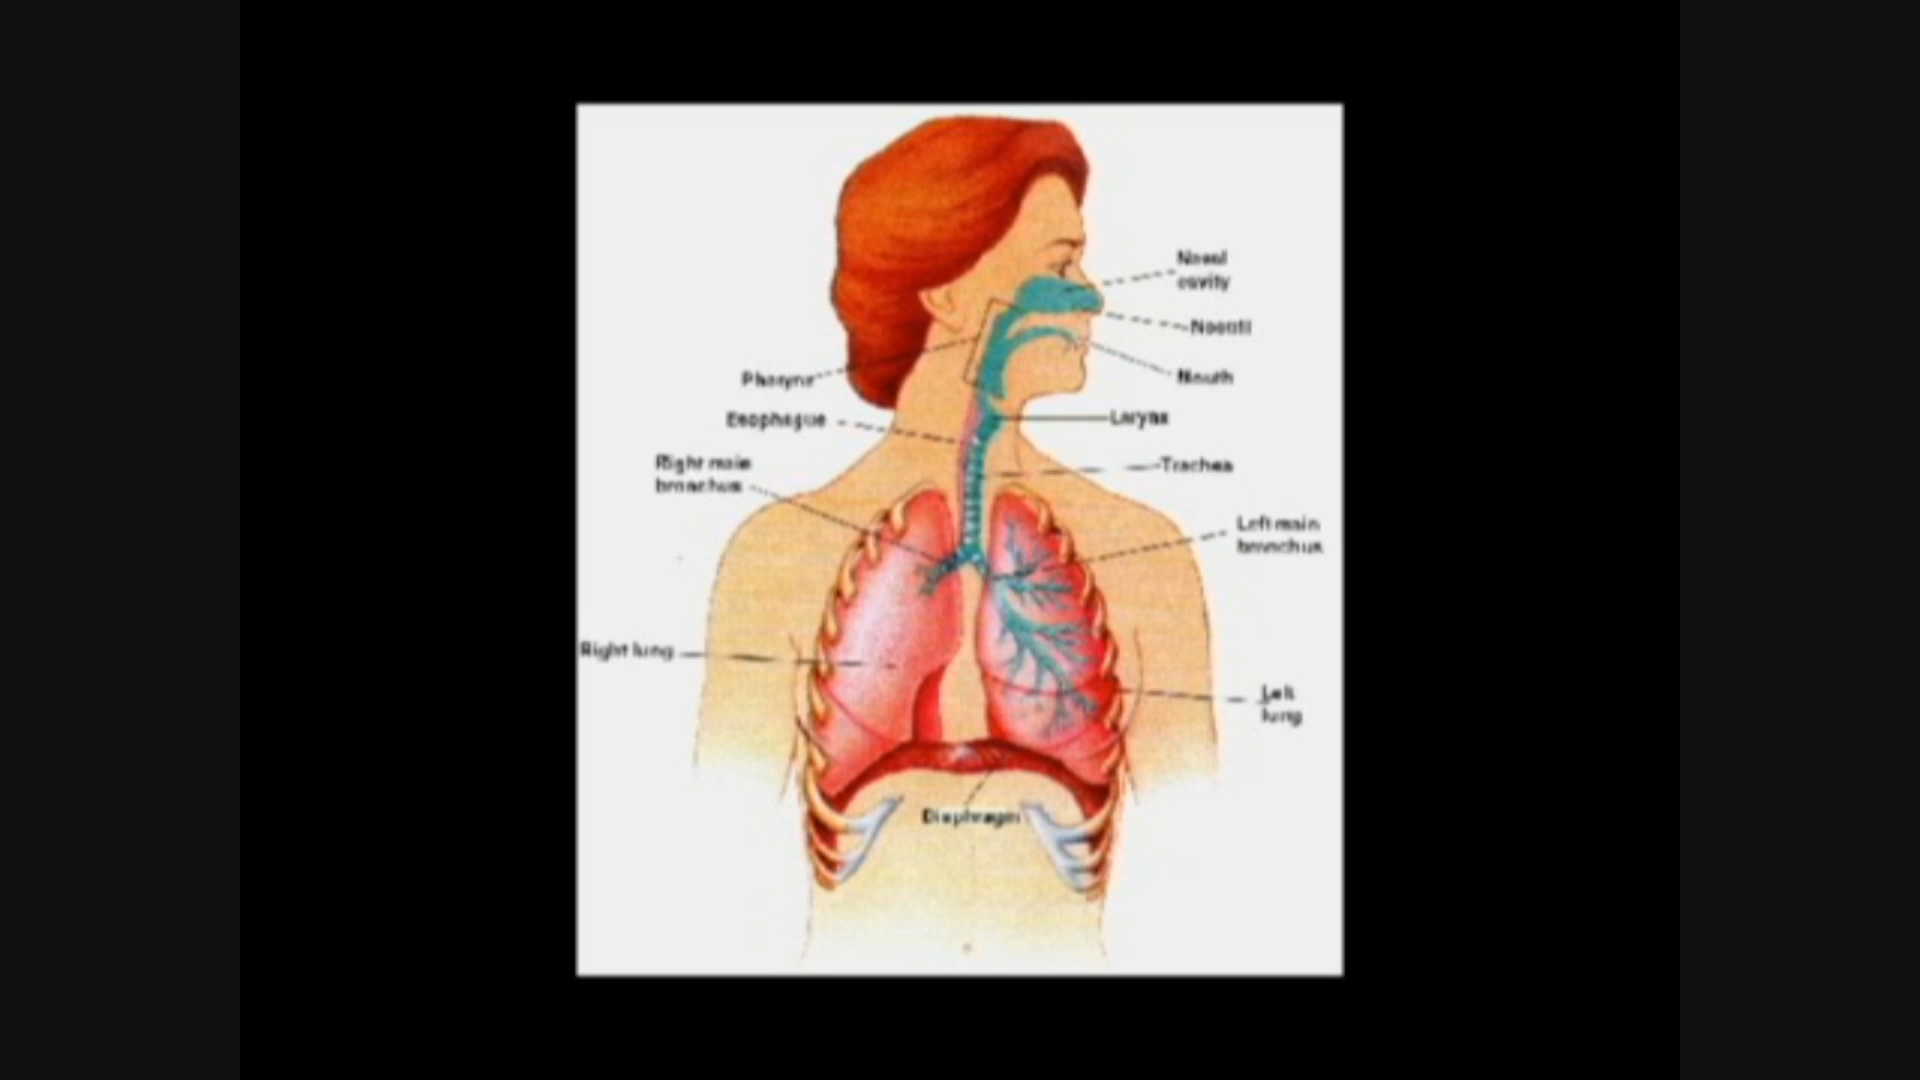 Nasal
cavity
Nostril
Mouth
Pharynx
Larynx
Esophagus
Trachea
Right main
bronchus
Left main
bronchus
Right lung
Left
lung
Diaphragm